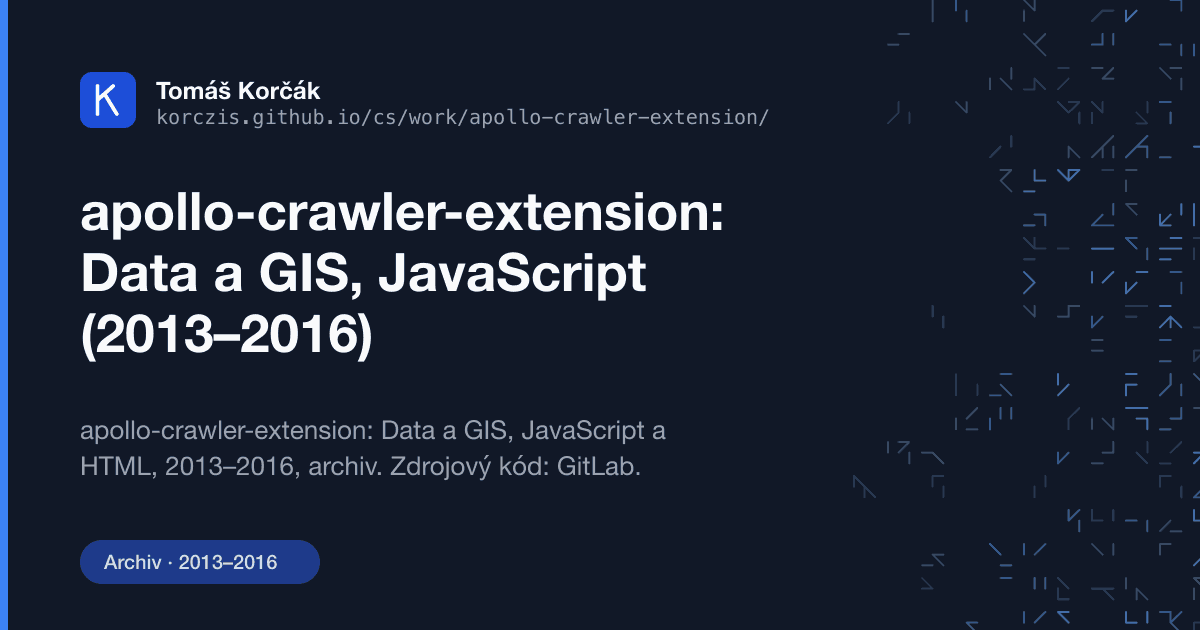 K
Tomáš Korčák
korczis.github.io/cs/work/apollo-crawler-extension/
apollo-crawler-extension:
Data a GIS, JavaScript
(2013–2016)
apollo-crawler-extension: Data a GIS, JavaScript a
HTML, 2013–2016, archiv. Zdrojový kód: GitLab.
Archiv · 2013–2016